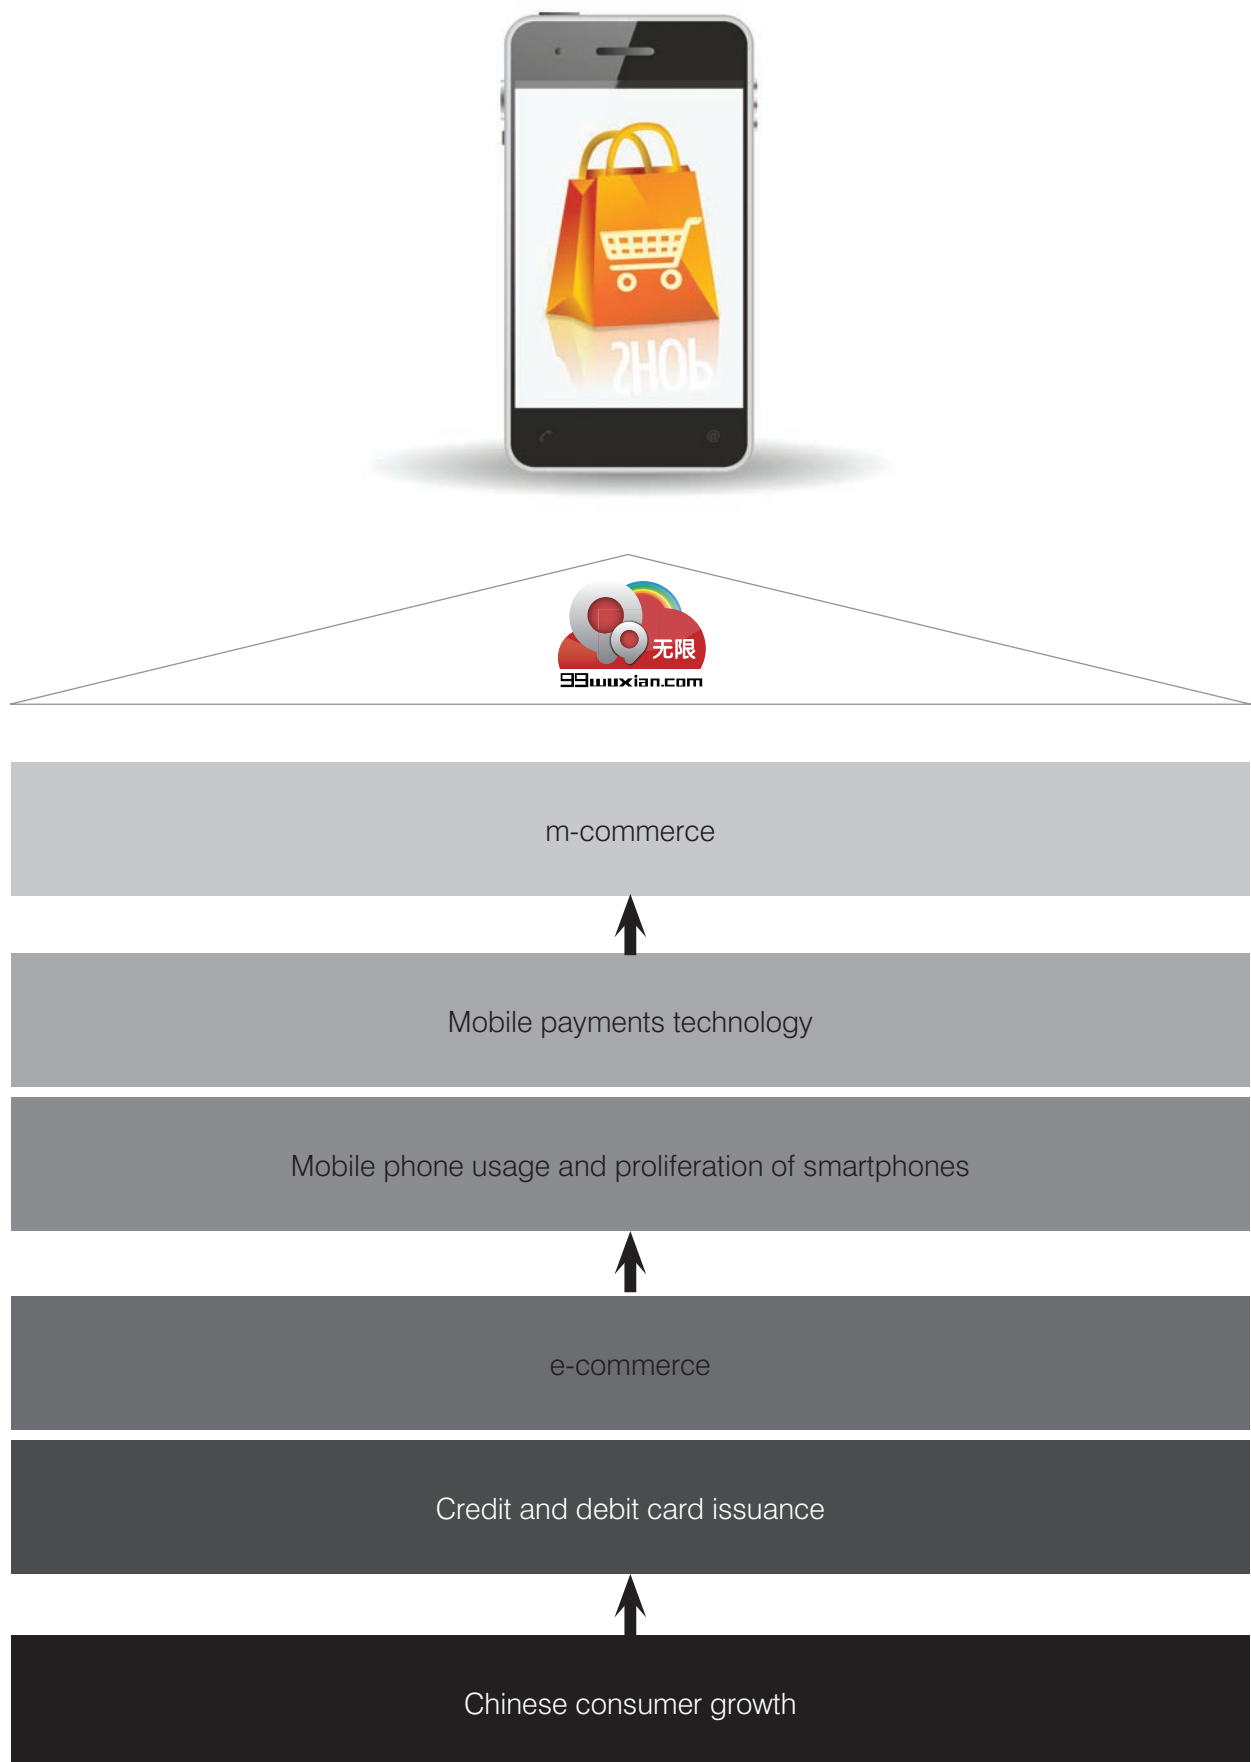 SHOP
无限
99wuxian.com
m-commerce
Mobile payments technology
Mobile phone usage and proliferation of smartphones
e-commerce
Credit and debit card issuance
Chinese consumer growth